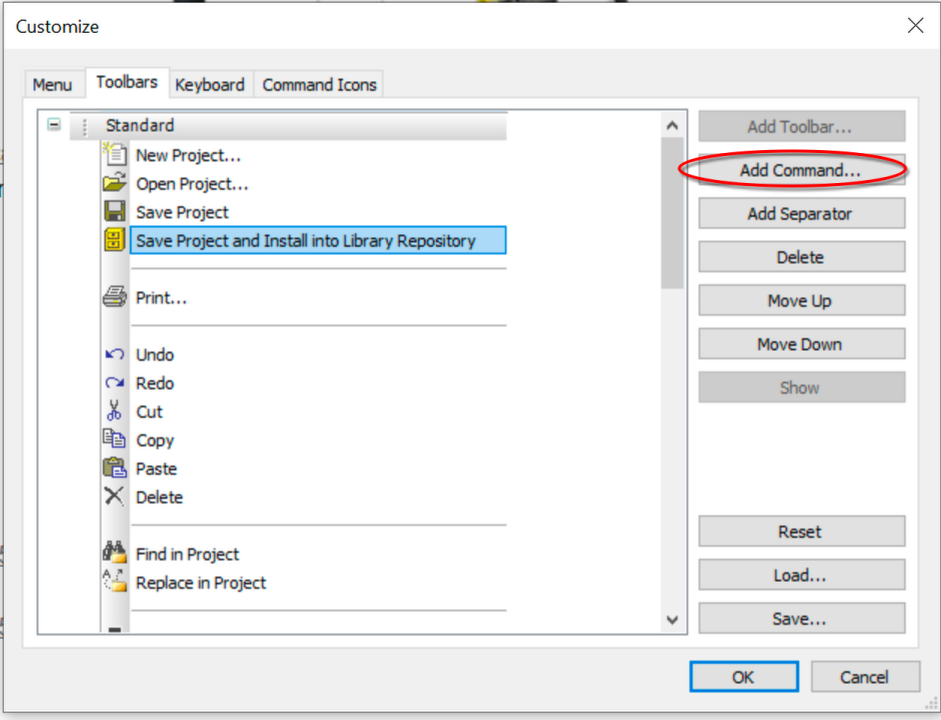 Customize
Menu Toolbars Keyboard Command Icons
Standard
New Project...
Open Project...
Save Project
Save Project and Install into Library Repository
Print...
Undo
Redo
Cut
Copy
Paste
Delete
Find in Project
Replace in Project
Add Toolbar...
Add Command...
Add Separator
Delete
Move Up
Move Down
Show
Reset
Load...
Save...
OK Cancel